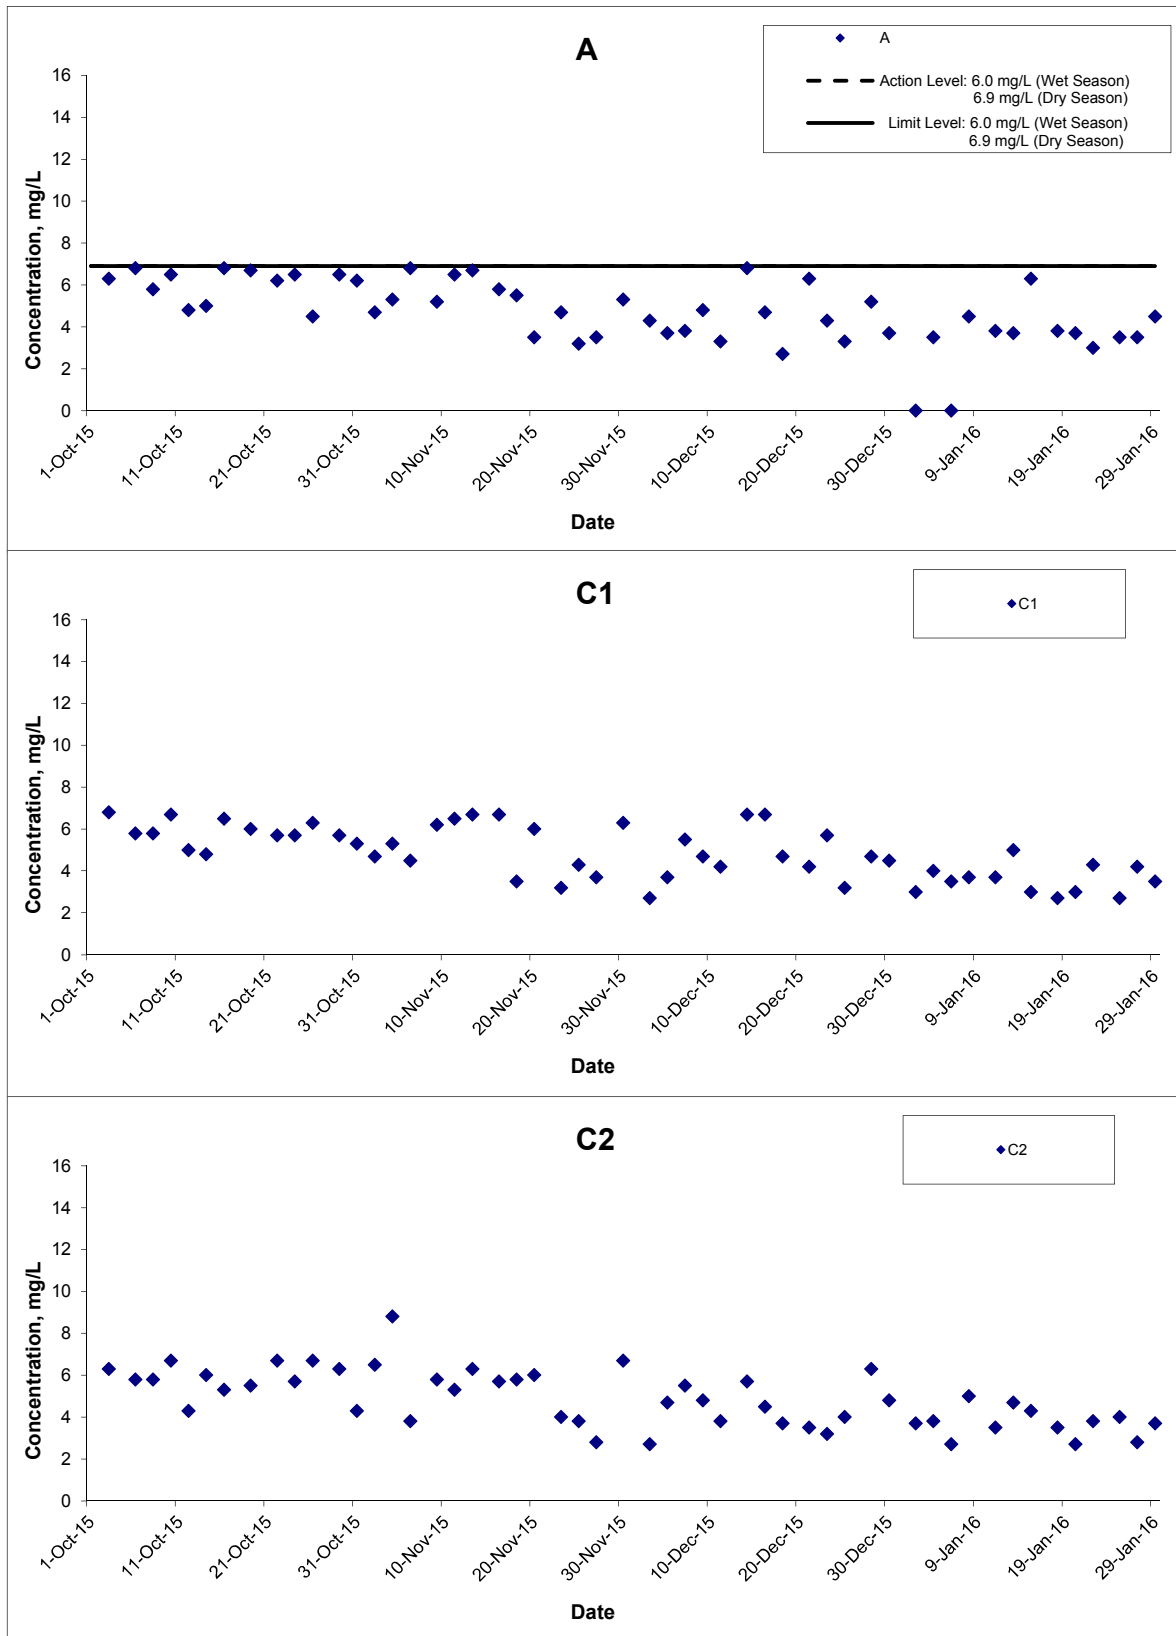 A
A
Action Level: 6.0 mg/L (Wet Season)
6.9 mg/L (Dry Season)
Limit Level: 6.0 mg/L (Wet Season)
6.9 mg/L (Dry Season)
Concentration, mg/L
16
14
12
10
8
6
4
2
0
1-Oct-15
11-Oct-15
21-Oct-15
31-Oct-15
10-Nov-15
20-Nov-15
30-Nov-15
10-Dec-15
20-Dec-15
30-Dec-15
9-Jan-16
19-Jan-16
29-Jan-16
Date
C1
C1
Concentration, mg/L
16
14
12
10
8
6
4
2
0
1-Oct-15
11-Oct-15
21-Oct-15
31-Oct-15
10-Nov-15
20-Nov-15
30-Nov-15
10-Dec-15
20-Dec-15
30-Dec-15
9-Jan-16
19-Jan-16
29-Jan-16
Date
C2
C2
Concentration, mg/L
16
14
12
10
8
6
4
2
0
1-Oct-15
11-Oct-15
21-Oct-15
31-Oct-15
10-Nov-15
20-Nov-15
30-Nov-15
10-Dec-15
20-Dec-15
30-Dec-15
9-Jan-16
19-Jan-16
29-Jan-16
Date